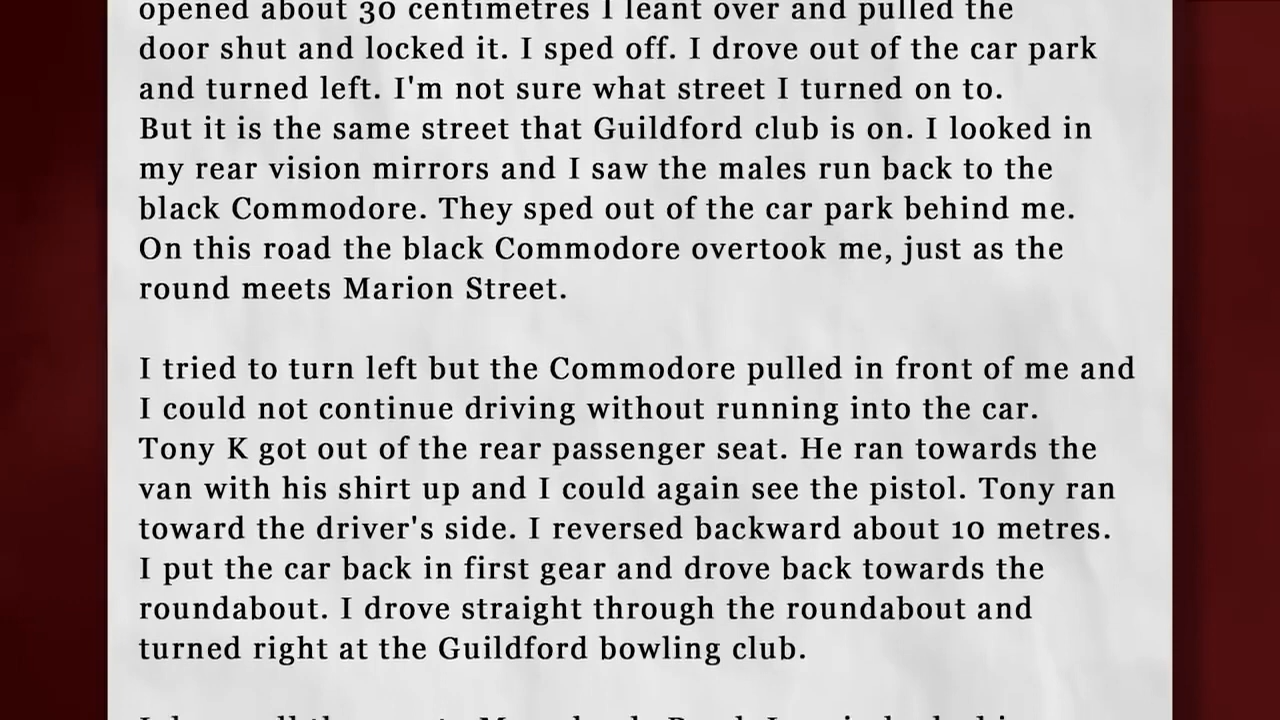 opened about 30 centimetres I leant over and pulled the
door shut and locked it. I sped off. I drove out of the car park
and turned left. I'm not sure what street I turned on to.
But it is the same street that Guildford club is on. I looked in
my rear vision mirrors and I saw the males run back to the
black Commodore. They sped out of the car park behind me.
On this road the black Commodore overtook me, just as the
round meets Marion Street.
I tried to turn left but the Commodore pulled in front of me and
I could not continue driving without running into the car.
Tony K got out of the rear passenger seat. He ran towards the
van with his shirt up and I could again see the pistol. Tony ran
toward the driver's side. I reversed backward about 10 metres.
I put the car back in first gear and drove back towards the
roundabout. I drove straight through the roundabout and
turned right at the Guildford bowling club.